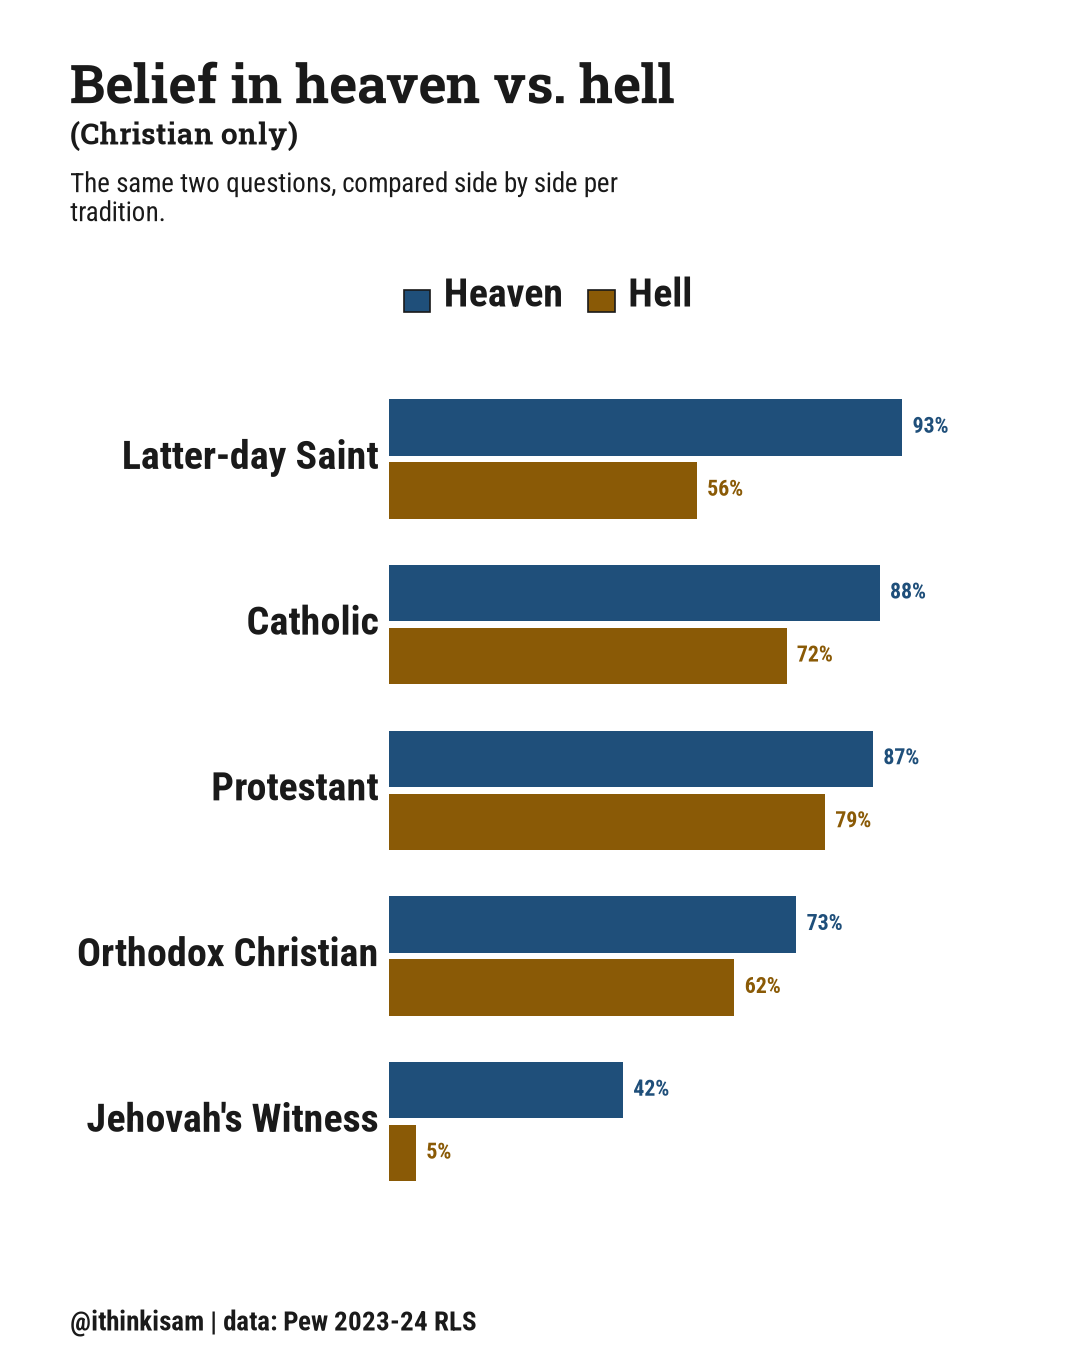 Belief in heaven vs. hell
(Christian only)
The same two questions, compared side by side per
tradition.
Heaven Hell
Latter-day Saint
93%
56%
Catholic
88%
72%
Protestant
87%
79%
Orthodox Christian
73%
62%
Jehovah's Witness
42%
5%
@ithinkisam | data: Pew 2023-24 RLS